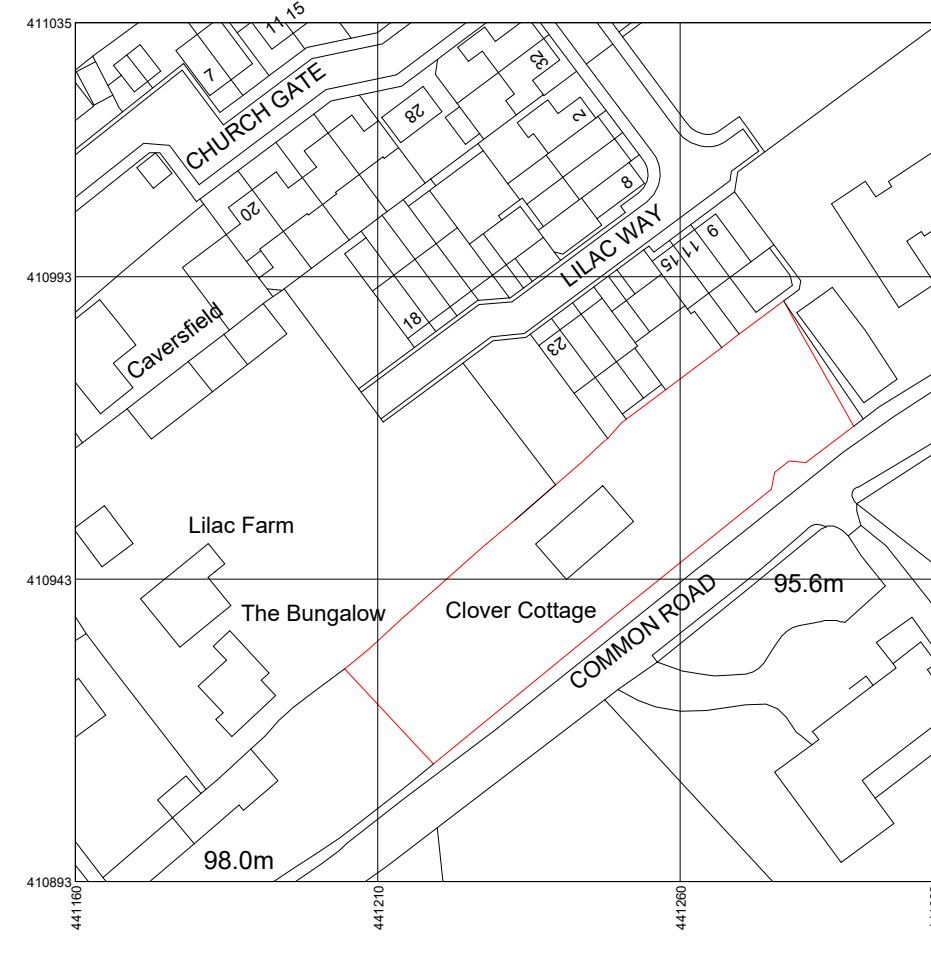 411035
11 15
7
CHURCH GATE
32
28
2
8
20
LILAC WAY
9
11
15
410993
18
23
Caversfield
Lilac Farm
410943
95.6m
The Bungalow
Clover Cottage
COMMON ROAD
98.0m
410893
441160
441210
441260